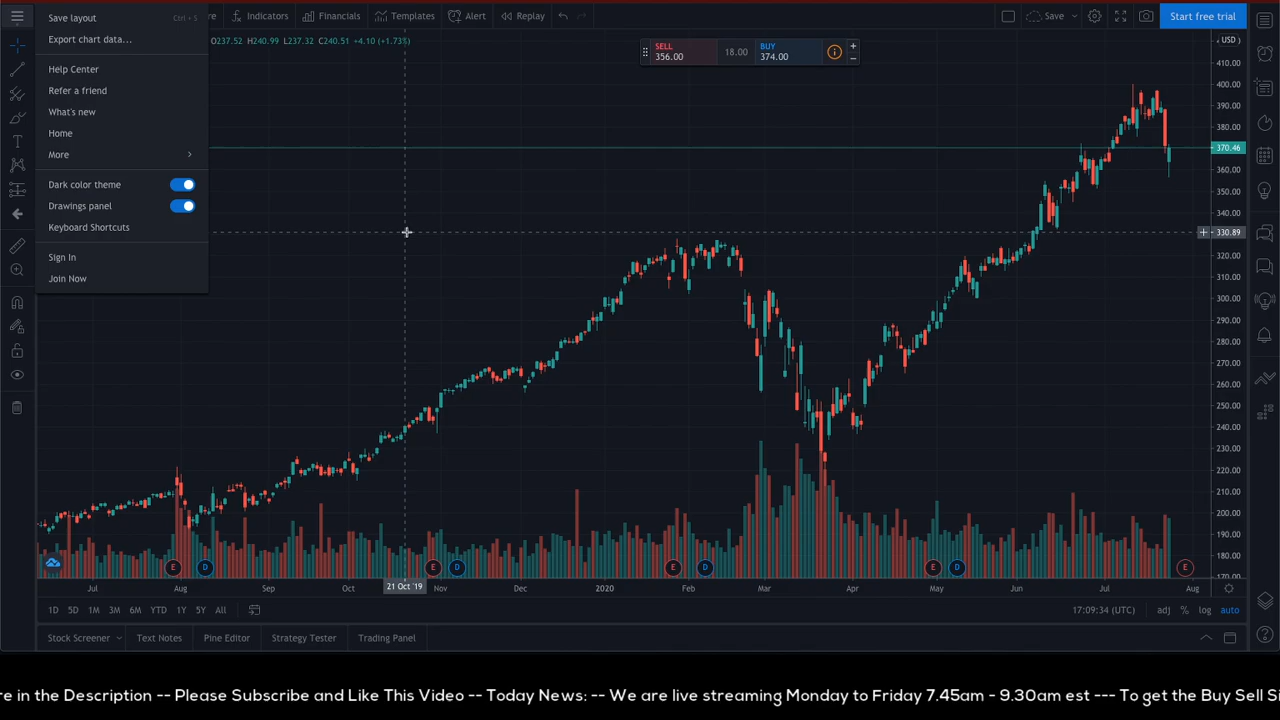 Save layout Ctrl + S
re Indicators Financials Templates Alert Replay Save Start free trial
Export chart data...
O237.52 H240.99 L237.32 C240.51 +4.10 (+1.73%)
SELL
356.00
18.00
BUY
374.00
USD
Help Center
Refer a friend
What's new
Home
More
Dark color theme
Drawings panel
Keyboard Shortcuts
Sign In
Join Now
410.00
400.00
390.00
380.00
370.46
360.00
350.00
340.00
330.89
320.00
310.00
300.00
290.00
280.00
270.00
260.00
250.00
240.00
230.00
220.00
210.00
200.00
190.00
180.00
170.00
E D E D E D E D E
Jul Aug Sep Oct 21 Oct '19 Nov Dec 2020 Feb Mar Apr May Jun Jul Aug
1D 5D 1M 3M 6M YTD 1Y 5Y All 17:09:34 (UTC) adj % log auto
Stock Screener Text Notes Pine Editor Strategy Tester Trading Panel
re in the Description -- Please Subscribe and Like This Video -- Today News: -- We are live streaming Monday to Friday 7.45am - 9.30am est --- To get the Buy Sell Si